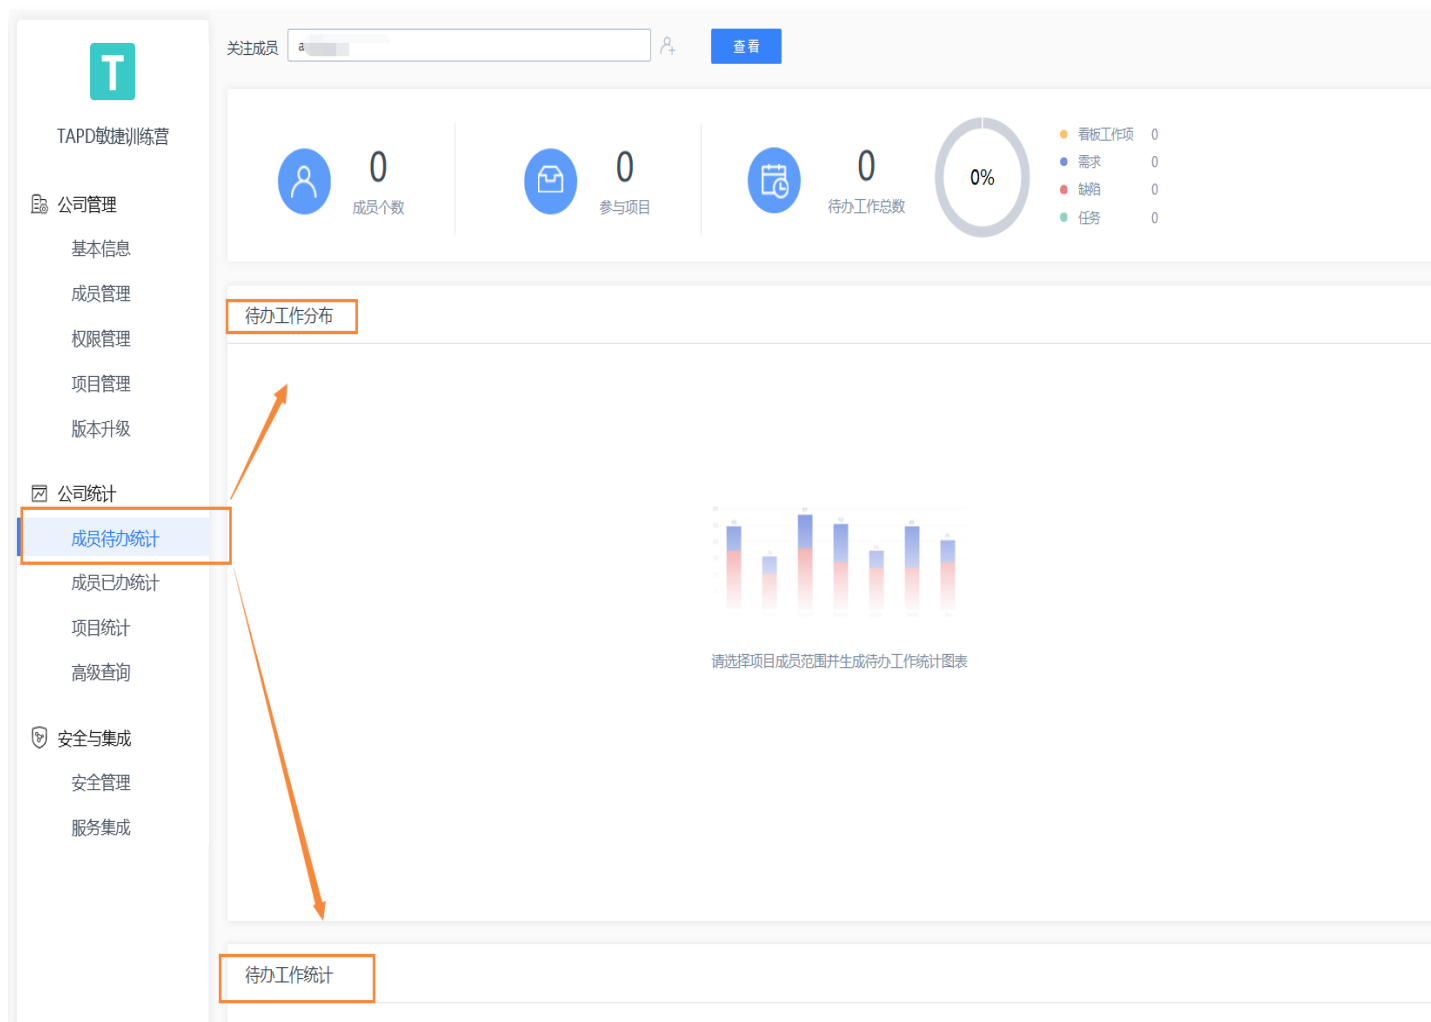 T
TAPD敏捷训练营
公司管理
基本信息
成员管理
权限管理
项目管理
版本升级
公司统计
成员待办统计
成员已办统计
项目统计
高级查询
安全与集成
安全管理
服务集成
关注成员
查看
0
成员个数
0
参与项目
0
待办工作总数
0%
看板工作项 0
需求 0
缺陷 0
任务 0
待办工作分布
请选择项目成员范围并生成待办工作统计图表
待办工作统计